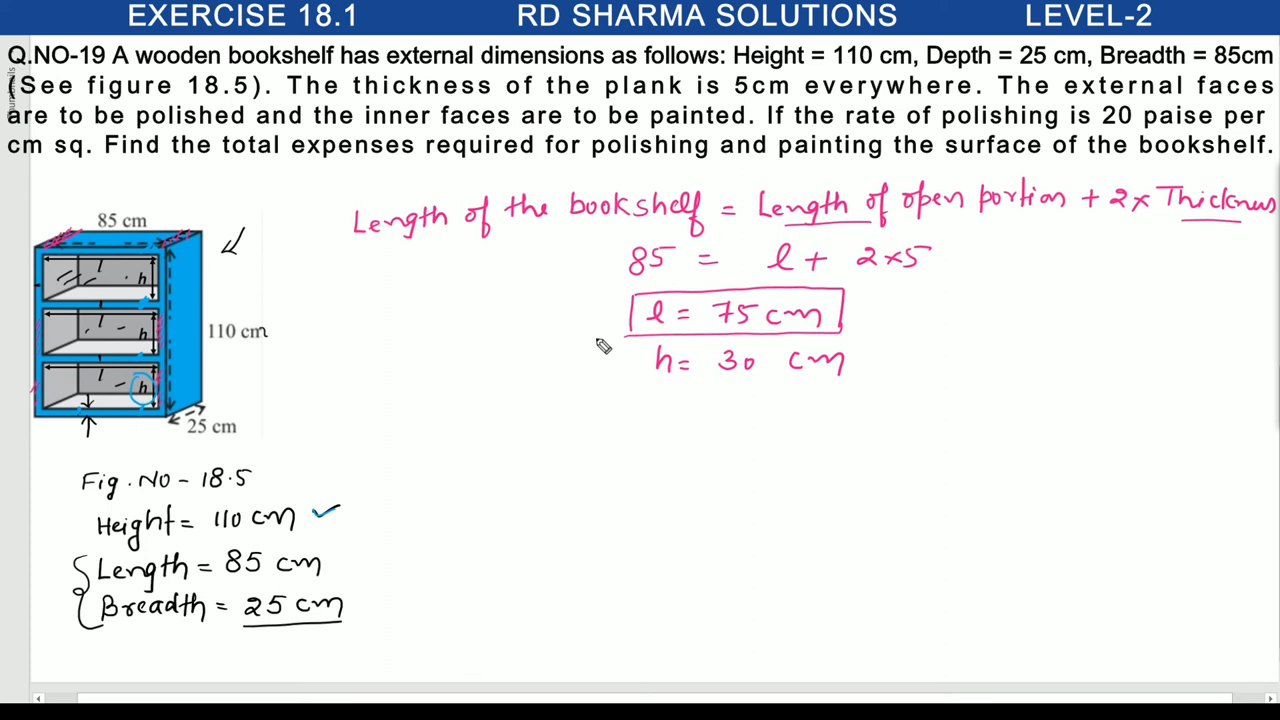 EXERCISE 18.1 RD SHARMA SOLUTIONS LEVEL-2
Q.NO-19 A wooden bookshelf has external dimensions as follows: Height = 110 cm, Depth = 25 cm, Breadth = 85cm
(See figure 18.5). The thickness of the plank is 5cm everywhere. The external faces
are to be polished and the inner faces are to be painted. If the rate of polishing is 20 paise per
cm sq. Find the total expenses required for polishing and painting the surface of the bookshelf.
Length of the bookshelf = Length of open portion + 2× Thickness
85 = l + 2×5
l = 75 cm
h = 30 cm
85 cm
l h
l h
110 cm
l h
25 cm
Fig. No - 18.5
Height = 110 cm ✓
Length = 85 cm
Breadth = 25 cm